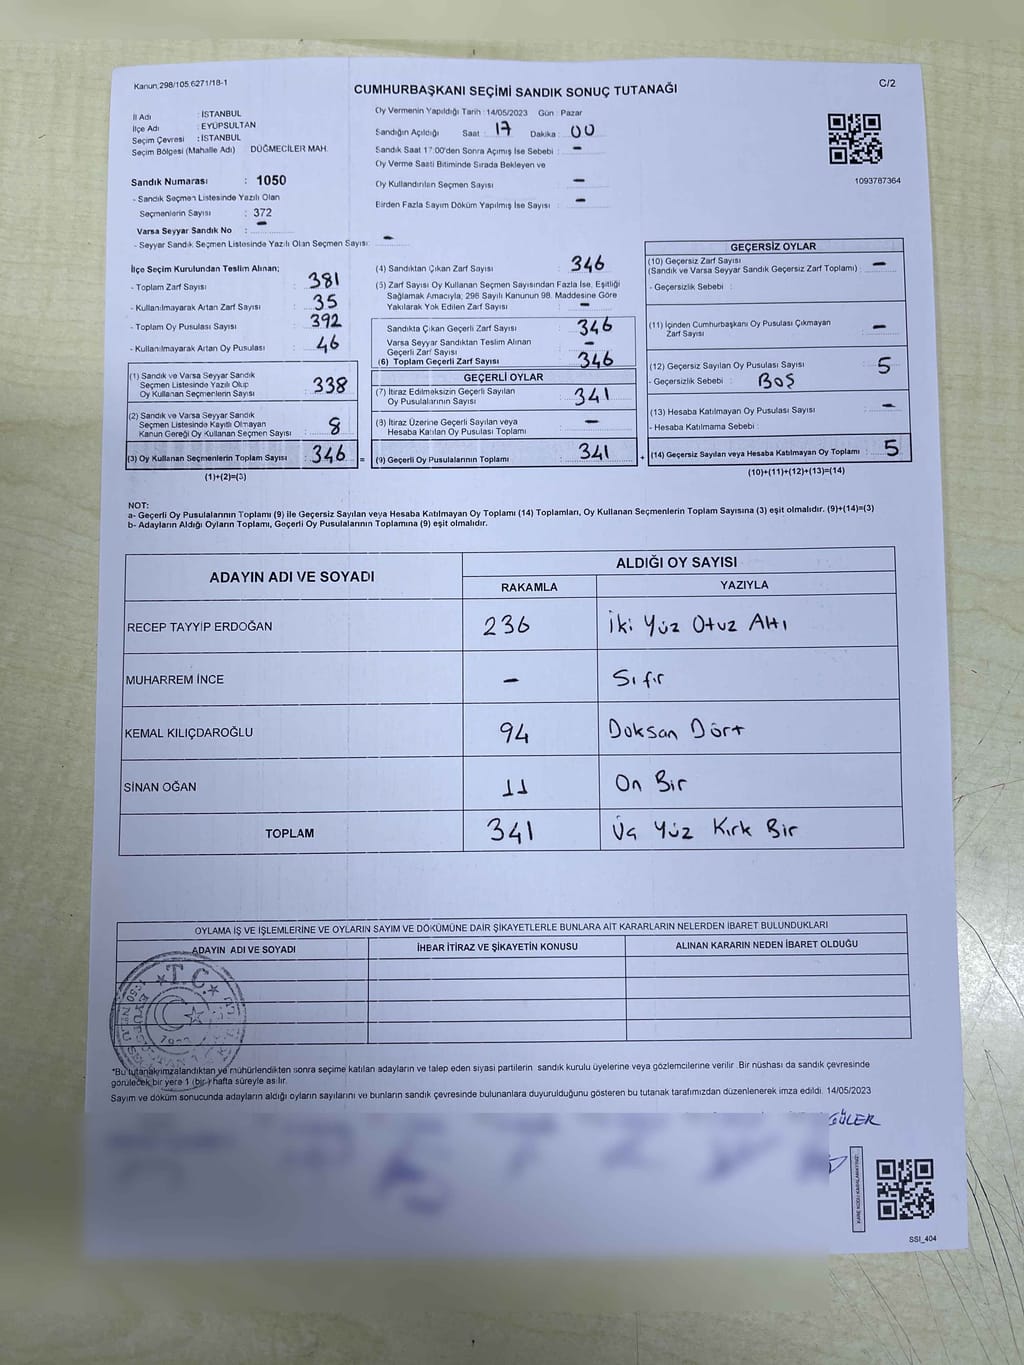 Kanun:298/105;6271/18-1
CUMHURBAŞKANI SEÇİMİ SANDIK SONUÇ TUTANAĞI
C/2
İl Adı : İSTANBUL
İlçe Adı : EYÜPSULTAN
Seçim Çevresi : İSTANBUL
Seçim Bölgesi (Mahalle Adı) DÜĞMECİLER MAH.
Sandık Numarası : 1050
- Sandık Seçmen Listesinde Yazılı Olan
Seçmenlerin Sayısı : 372
Varsa Seyyar Sandık No : -
- Seyyar Sandık Seçmen Listesinde Yazılı Olan Seçmen Sayısı: -
Oy Vermenin Yapıldığı Tarih : 14/05/2023 Gün : Pazar
Sandığın Açıldığı Saat : 17 Dakika : 00
Sandık Saat 17:00'den Sonra Açımış İse Sebebi : -
Oy Verme Saati Bitiminde Sırada Bekleyen ve
Oy Kullandırılan Seçmen Sayısı -
Birden Fazla Sayım Döküm Yapılmış İse Sayısı : -
1093787364
İlçe Seçim Kurulundan Teslim Alınan;
- Toplam Zarf Sayısı : 381
- Kullanılmayarak Artan Zarf Sayısı : 35
- Toplam Oy Pusulası Sayısı : 392
- Kullanılmayarak Artan Oy Pusulası : 46
(1) Sandık ve Varsa Seyyar Sandık
Seçmen Listesinde Yazılı Olup
Oy Kullanan Seçmenlerin Sayısı : 338
(2) Sandık ve Varsa Seyyar Sandık
Seçmen Listesinde Kayıtlı Olmayan
Kanun Gereği Oy Kullanan Seçmen Sayısı : 8
(3) Oy Kullanan Seçmenlerin Toplam Sayısı : 346 =
(1)+(2)=(3)
(4) Sandıktan Çıkan Zarf Sayısı : 346
(5) Zarf Sayısı Oy Kullanan Seçmen Sayısından Fazla İse, Eşitliği
Sağlamak Amacıyla; 298 Sayılı Kanunun 98. Maddesine Göre
Yakılarak Yok Edilen Zarf Sayısı : -
Sandıkta Çıkan Geçerli Zarf Sayısı : 346
Varsa Seyyar Sandıktan Teslim Alınan
Geçerli Zarf Sayısı : -
(6) Toplam Geçerli Zarf Sayısı : 346
GEÇERLİ OYLAR
(7) İtiraz Edilmeksizin Geçerli Sayılan
Oy Pusulalarının Sayısı : 341
(8) İtiraz Üzerine Geçerli Sayılan veya
Hesaba Katılan Oy Pusulası Toplamı : -
(9) Geçerli Oy Pusulalarının Toplamı : 341 +
GEÇERSİZ OYLAR
(10) Geçersiz Zarf Sayısı
(Sandık ve Varsa Seyyar Sandık Geçersiz Zarf Toplamı) : -
- Geçersizlik Sebebi :
(11) İçinden Cumhurbaşkanı Oy Pusulası Çıkmayan
Zarf Sayısı : -
(12) Geçersiz Sayılan Oy Pusulası Sayısı : 5
- Geçersizlik Sebebi : Boş
(13) Hesaba Katılmayan Oy Pusulası Sayısı : -
- Hesaba Katılmama Sebebi :
(14) Geçersiz Sayılan veya Hesaba Katılmayan Oy Toplamı : 5
(10)+(11)+(12)+(13)=(14)
NOT:
a- Geçerli Oy Pusulalarının Toplamı (9) ile Geçersiz Sayılan veya Hesaba Katılmayan Oy Toplamı (14) Toplamları, Oy Kullanan Seçmenlerin Toplam Sayısına (3) eşit olmalıdır. (9)+(14)=(3)
b- Adayların Aldığı Oyların Toplamı, Geçerli Oy Pusulalarının Toplamına (9) eşit olmalıdır.
ADAYIN ADI VE SOYADI ALDIĞI OY SAYISI
RAKAMLA YAZIYLA
RECEP TAYYİP ERDOĞAN 236 İki Yüz Otuz Altı
MUHARREM İNCE - Sıfır
KEMAL KILIÇDAROĞLU 94 Doksan Dört
SİNAN OĞAN 11 On Bir
TOPLAM 341 Üç Yüz Kırk Bir
OYLAMA İŞ VE İŞLEMLERİNE VE OYLARIN SAYIM VE DÖKÜMÜNE DAİR ŞİKAYETLERLE BUNLARA AİT KARARLARIN NELERDEN İBARET BULUNDUKLARI
ADAYIN ADI VE SOYADI İHBAR İTİRAZ VE ŞİKAYETİN KONUSU ALINAN KARARIN NEDEN İBARET OLDUĞU
T.C.
*Bu tutanak imzalandıktan ve mühürlendikten sonra seçime katılan adayların ve talep eden siyasi partilerin sandık kurulu üyelerine veya gözlemcilerine verilir. Bir nüshası da sandık çevresinde
görülecek bir yere 1 (bir) hafta süreyle asılır.
Sayım ve döküm sonucunda adayların aldığı oyların sayılarını ve bunların sandık çevresinde bulunanlara duyurulduğunu gösteren bu tutanak tarafımızdan düzenlenerek imza edildi. 14/05/2023
GÜLER
SSI_404